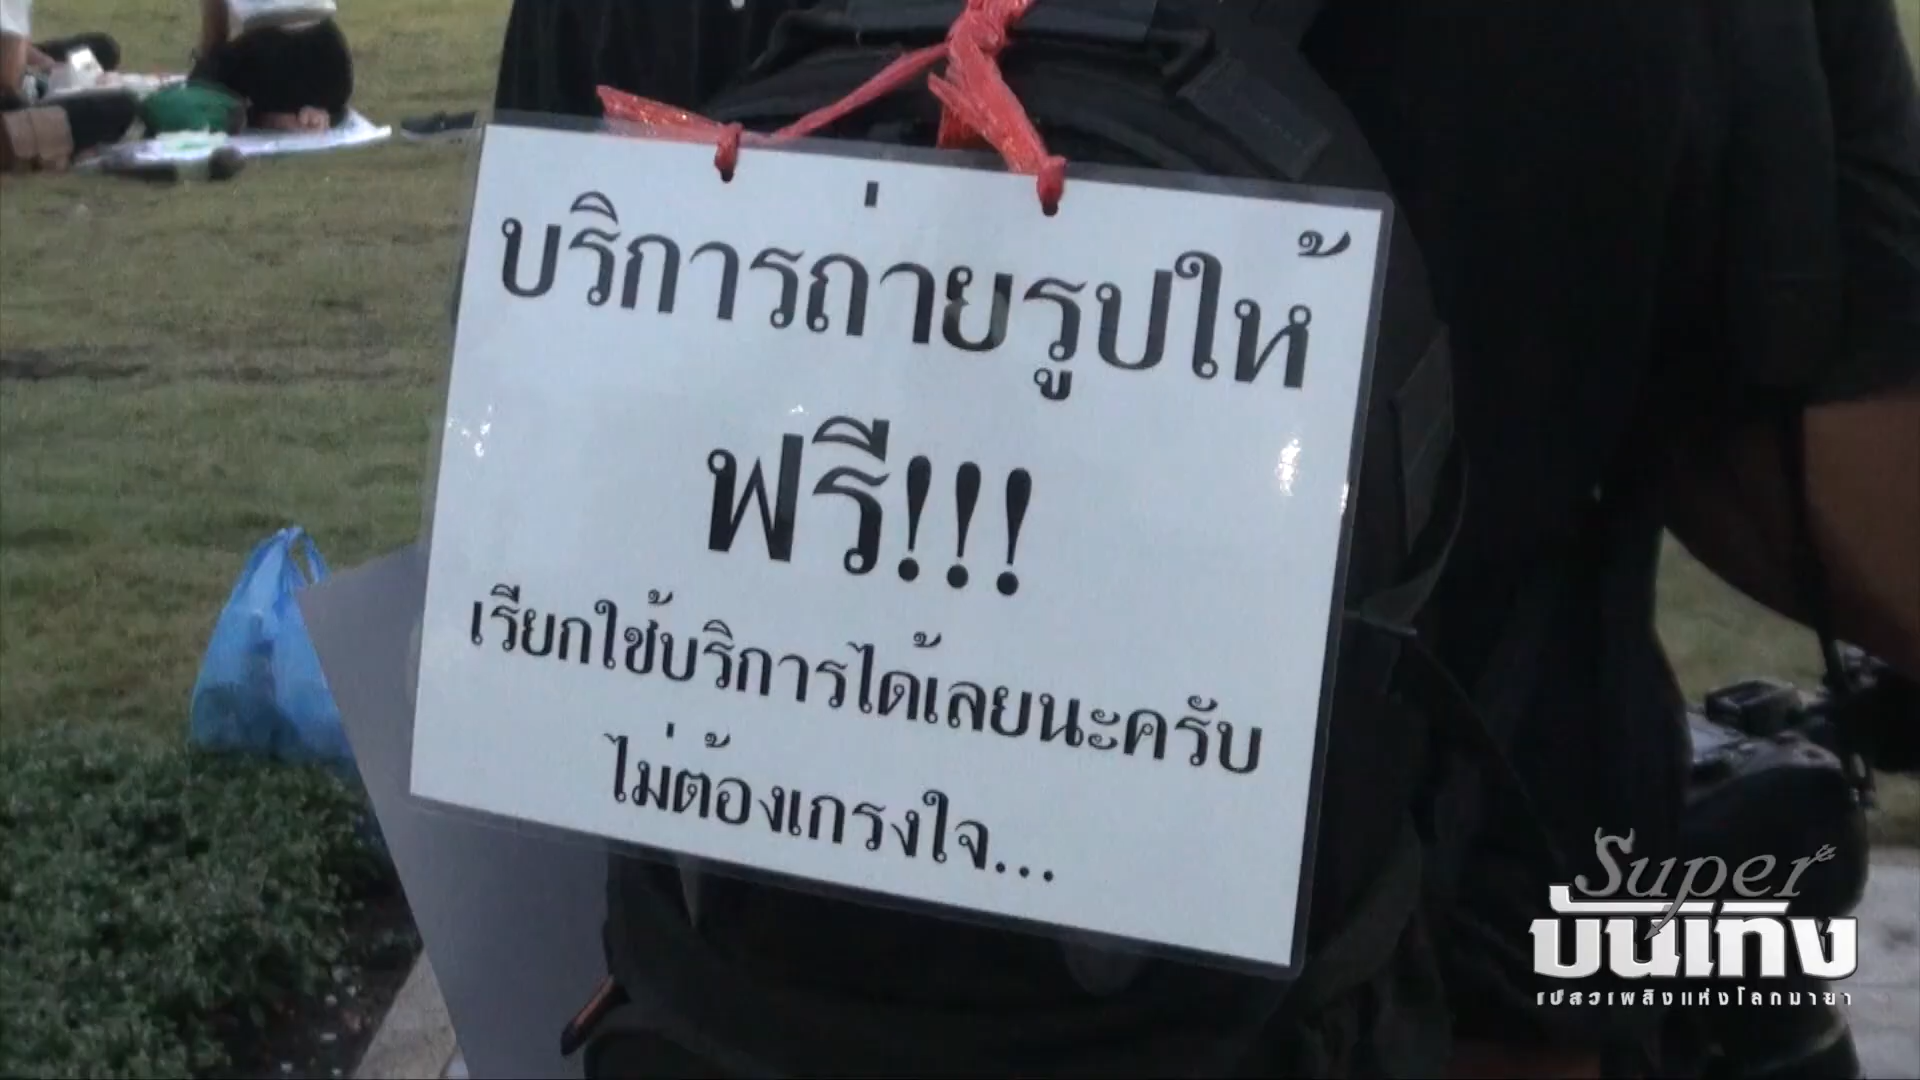 บริการถ่ายรูปให้
ฟรี!!!
เรียกใช้บริการได้เลยนะครับ
ไม่ต้องเกรงใจ...
Super
บันเทิง
เปลวเพลิงแห่งโลกมายา